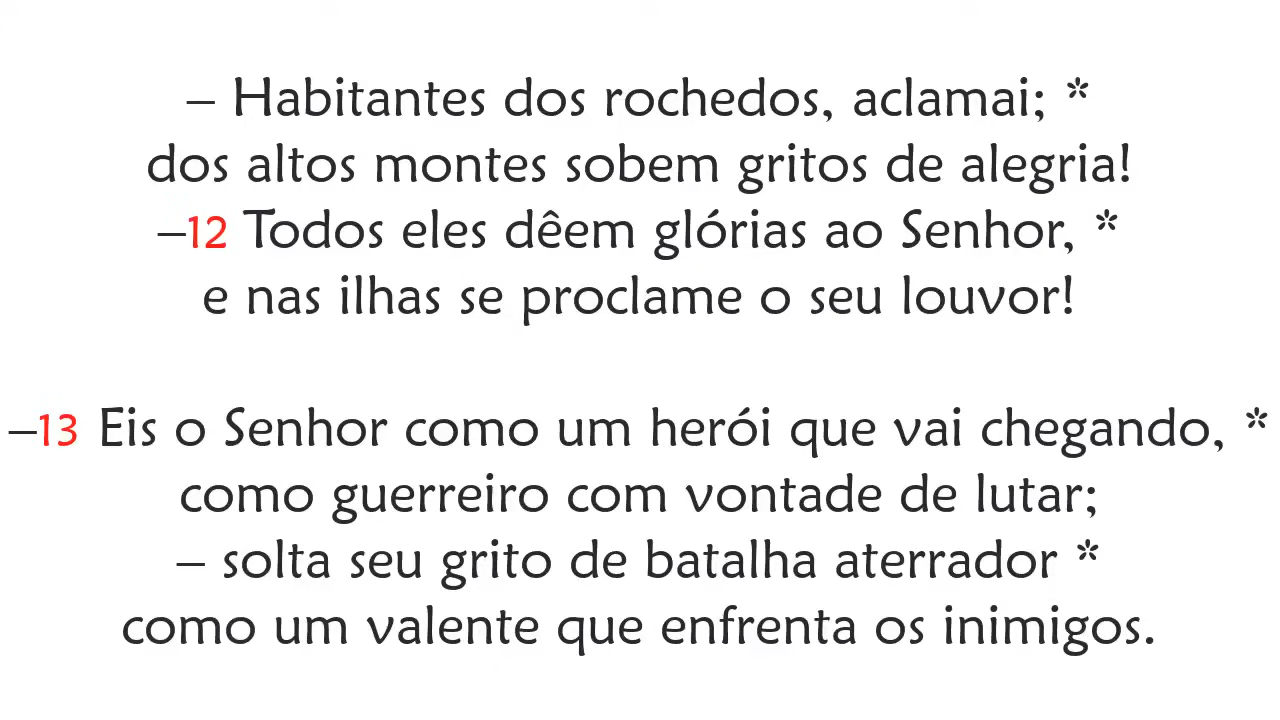 – Habitantes dos rochedos, aclamai; *
dos altos montes sobem gritos de alegria!
–12 Todos eles dêem glórias ao Senhor, *
e nas ilhas se proclame o seu louvor!
–13 Eis o Senhor como um herói que vai chegando, *
como guerreiro com vontade de lutar;
– solta seu grito de batalha aterrador *
como um valente que enfrenta os inimigos.